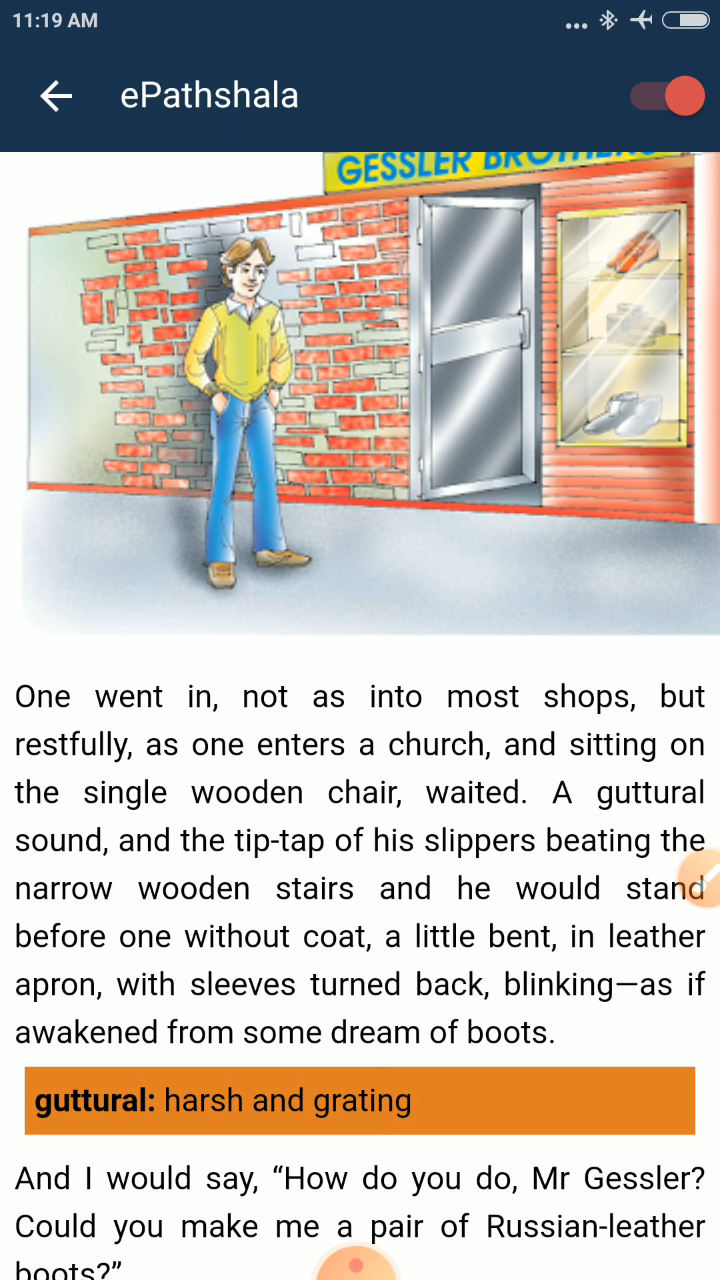 11:19 AM
ePathshala
GESSLER BROTHERS
One went in, not as into most shops, but
restfully, as one enters a church, and sitting on
the single wooden chair, waited. A guttural
sound, and the tip-tap of his slippers beating the
narrow wooden stairs and he would stand
before one without coat, a little bent, in leather
apron, with sleeves turned back, blinking—as if
awakened from some dream of boots.
guttural: harsh and grating
And I would say, “How do you do, Mr Gessler?
Could you make me a pair of Russian-leather
boots?”